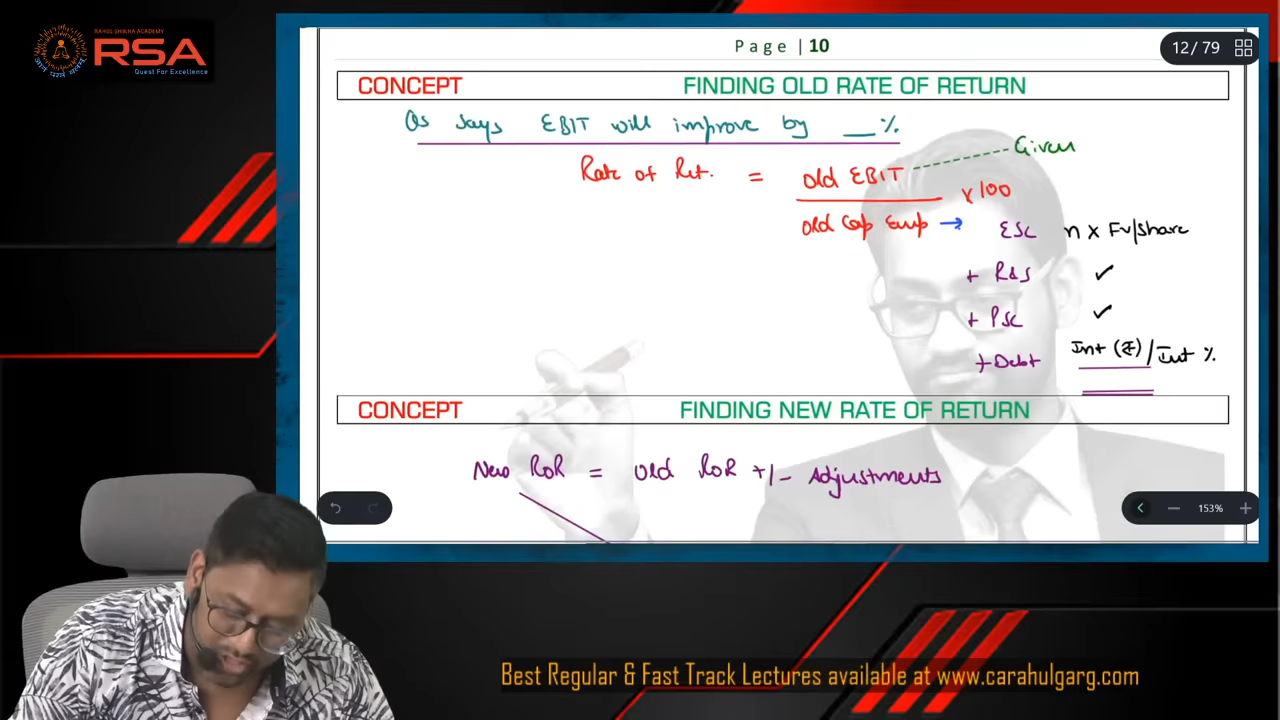 RAHUL SHIKHA ACADEMY
RSA
Quest For Excellence
Page | 10
12 / 79
CONCEPT FINDING OLD RATE OF RETURN
Qs says EBIT will improve by __%
Given
Rate of Ret. = Old EBIT x 100
Old Cap Emp → ESC n x Fv/share
+ R&S ✓
+ PSC ✓
+ Debt Int (₹) / Int %
CONCEPT FINDING NEW RATE OF RETURN
New RoR = Old RoR +/- Adjustments
153%
Best Regular & Fast Track Lectures available at www.carahulgarg.com